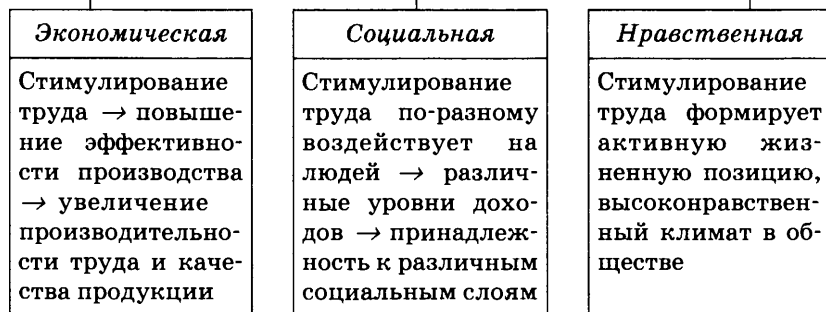 Экономическая
Стимулирование
труда → повыше-
ние эффективно-
сти производства
→ увеличение
производительно-
сти труда и каче-
ства продукции
Социальная
Стимулирование
труда по-разному
воздействует на
людей → различ-
ные уровни дохо-
дов → принадлеж-
ность к различным
социальным слоям
Нравственная
Стимулирование
труда формирует
активную жиз-
ненную позицию,
высоконравствен-
ный климат в об-
ществе